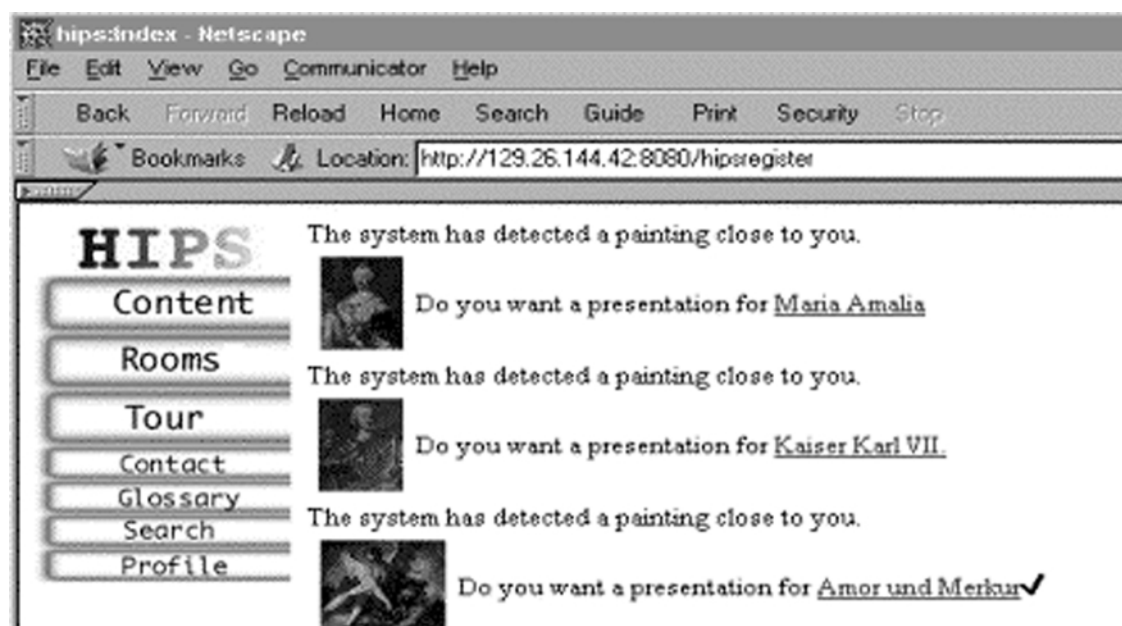 hips:Index - Netscape
File Edit View Go Communicator Help
Back Forward Reload Home Search Guide Print Security Stop
Bookmarks Location: http://129.26.144.42:8080/hipsregister
HIPS
Content
Rooms
Tour
Contact
Glossary
Search
Profile
The system has detected a painting close to you.
Do you want a presentation for Maria Amalia
The system has detected a painting close to you.
Do you want a presentation for Kaiser Karl VII.
The system has detected a painting close to you.
Do you want a presentation for Amor und Merkur✓